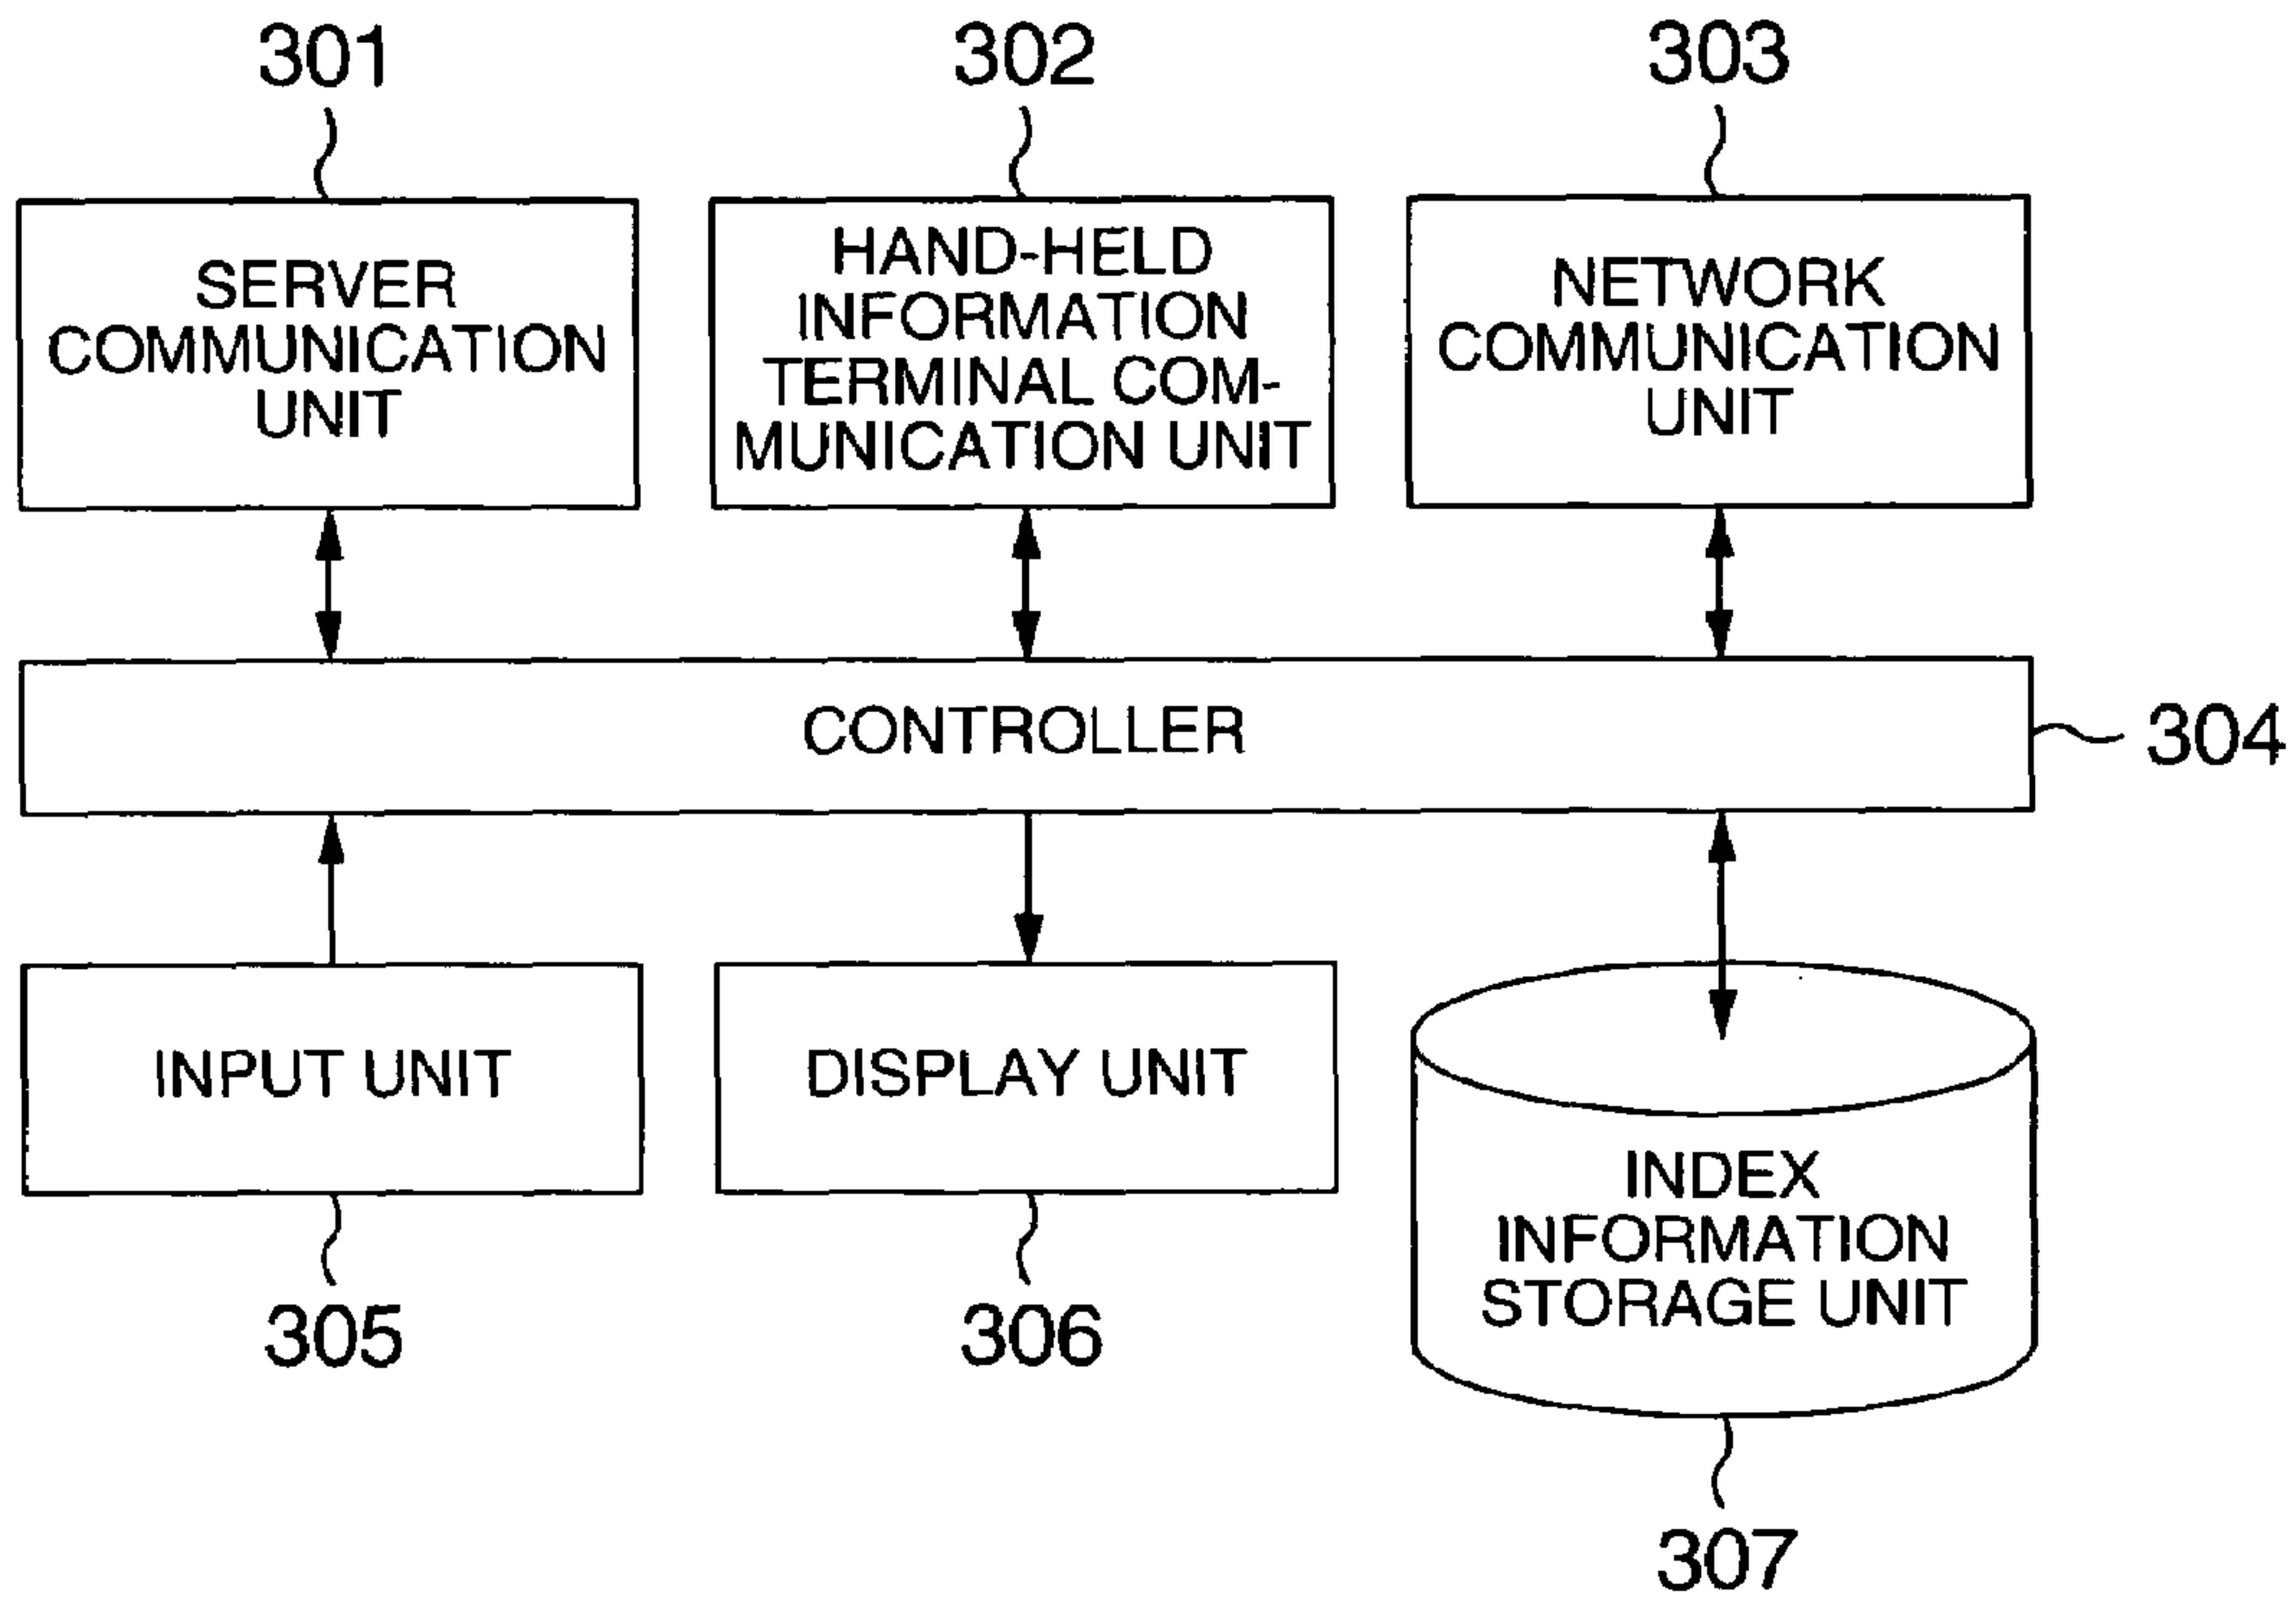 301
302
303
SERVER
COMMUNICATION
UNIT
HAND-HELD
INFORMATION
TERMINAL COM-
MUNICATION UNIT
NETWORK
COMMUNICATION
UNIT
CONTROLLER
304
INPUT UNIT
DISPLAY UNIT
INDEX
INFORMATION
STORAGE UNIT
305
306
307